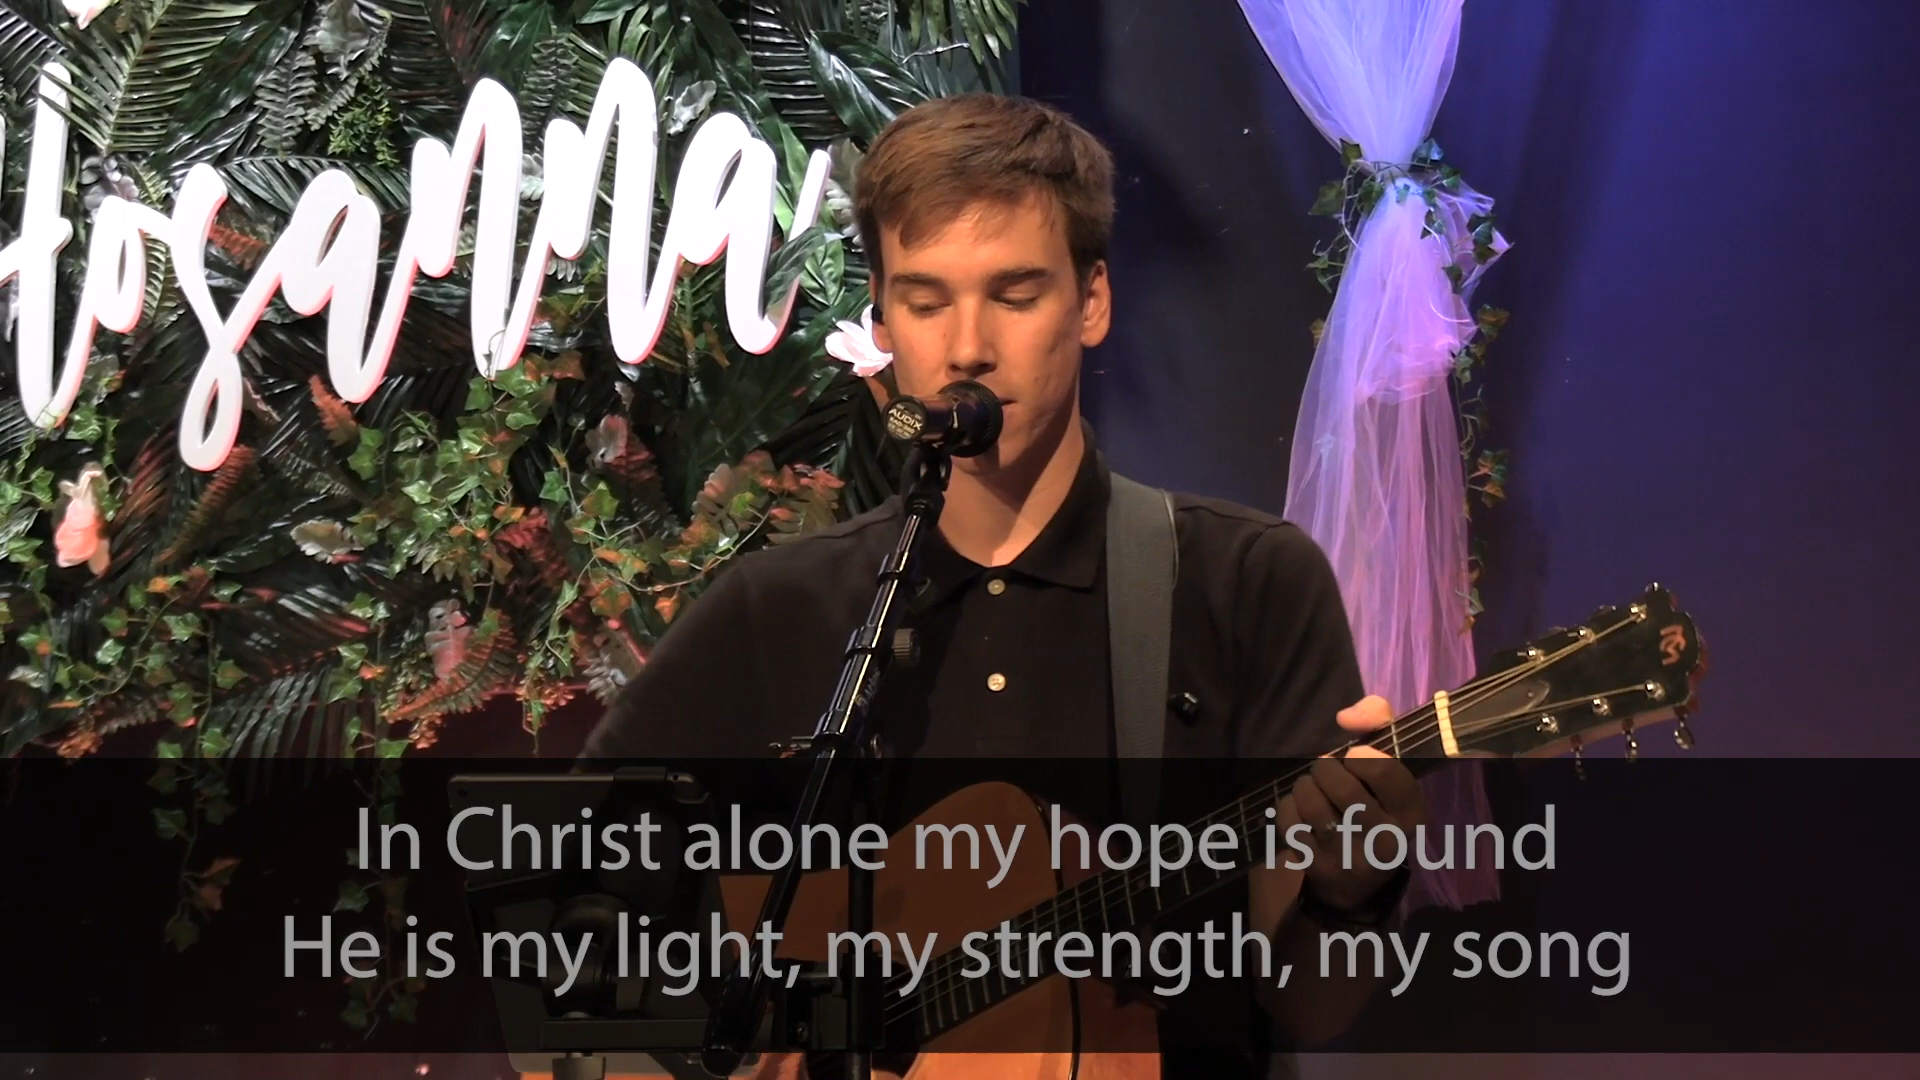 Hosanna
AUDIX
In Christ alone my hope is found
He is my light, my strength, my song